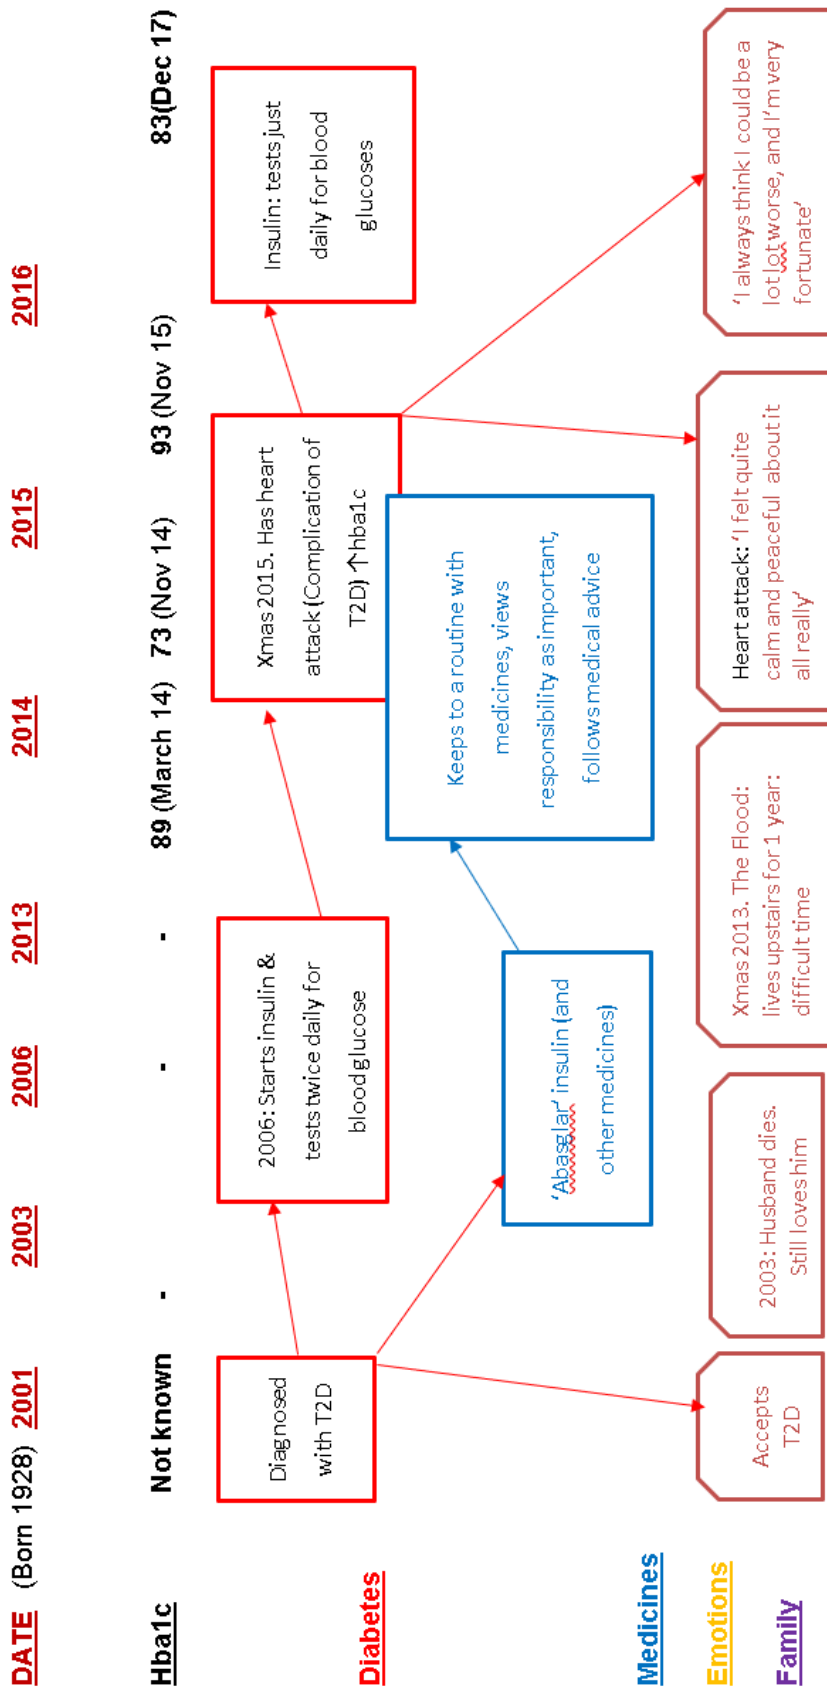 DATE (Born 1928) 2001 2003 2006 2013 2014 2015 2016
Hba1c Not known - - - 89 (March 14) 73 (Nov 14) 93 (Nov 15) 83(Dec 17)
Diabetes
Diagnosed
with T2D
2006: Starts insulin &
tests twice daily for
blood glucose
Xmas 2015. Has heart
attack (Complication of
T2D) ↑hba1c
Insulin: tests just
daily for blood
glucoses
Medicines
‘Abasglar’ insulin (and
other medicines)
Keeps to a routine with
medicines, views
responsibility as important,
follows medical advice
Emotions
Family
Accepts
T2D
2003: Husband dies.
Still loves him
Xmas 2013. The Flood:
lives upstairs for 1 year:
difficult time
Heart attack: ‘I felt quite
calm and peaceful about it
all really’
‘I always think I could be a
lot lot worse, and I’m very
fortunate’